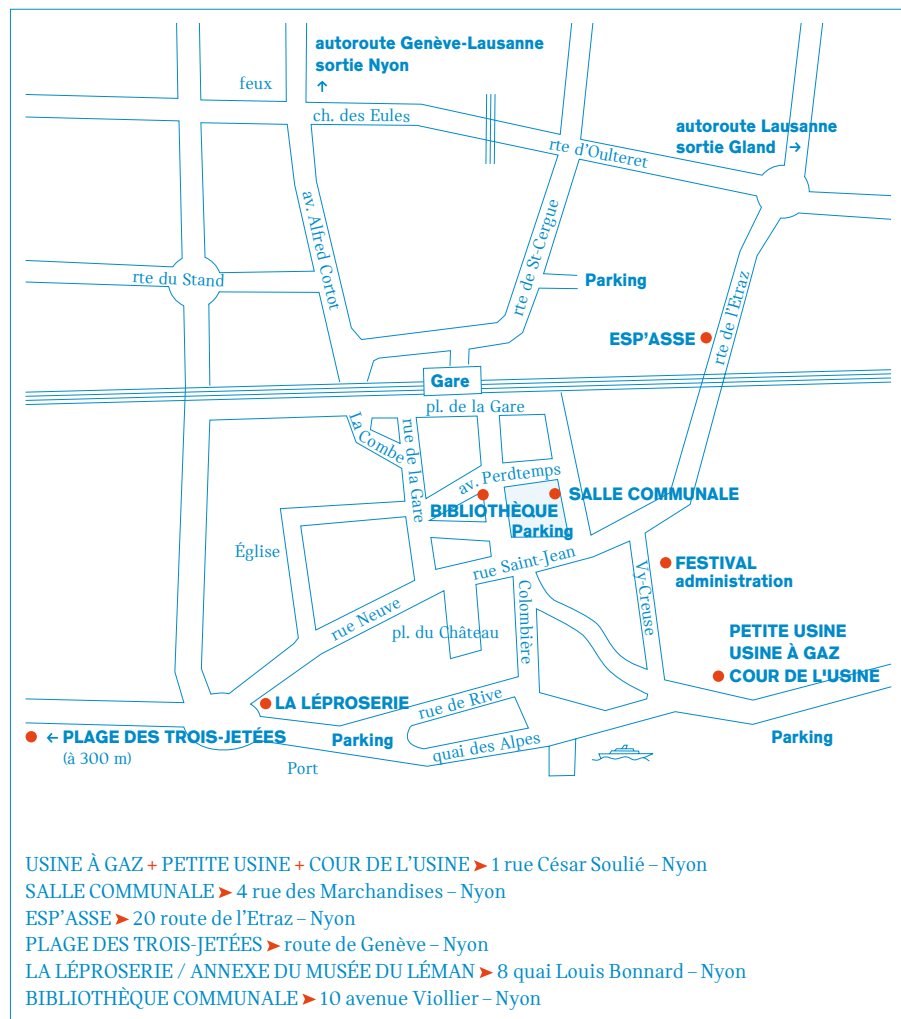 autoroute Genève-Lausanne
sortie Nyon
↑
feux
ch. des Eules
autoroute Lausanne
sortie Gland →
rte d'Oulteret
av. Alfred Cortot
rte de St-Cergue
rte du Stand
Parking
rte de l'Etraz
ESP'ASSE
Gare
pl. de la Gare
La Combe
rue de la Gare
av. Perdtemps
SALLE COMMUNALE
BIBLIOTHÈQUE
Parking
Église
rue Saint-Jean
Vy-Creuse
FESTIVAL
administration
Colombière
rue Neuve
pl. du Château
PETITE USINE
USINE À GAZ
COUR DE L'USINE
LA LÉPROSERIE
rue de Rive
← PLAGE DES TROIS-JETÉES
(à 300 m)
Parking
quai des Alpes
Parking
Port
USINE À GAZ + PETITE USINE + COUR DE L'USINE ➤ 1 rue César Soulié – Nyon
SALLE COMMUNALE ➤ 4 rue des Marchandises – Nyon
ESP'ASSE ➤ 20 route de l'Etraz – Nyon
PLAGE DES TROIS-JETÉES ➤ route de Genève – Nyon
LA LÉPROSERIE / ANNEXE DU MUSÉE DU LÉMAN ➤ 8 quai Louis Bonnard – Nyon
BIBLIOTHÈQUE COMMUNALE ➤ 10 avenue Viollier – Nyon